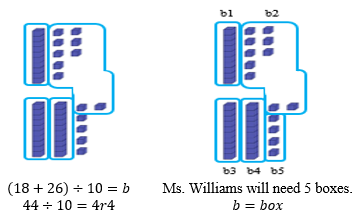 b1 b2
b3 b4 b5
(18 + 26) ÷ 10 = b
44 ÷ 10 = 4r4
Ms. Williams will need 5 boxes.
b = box